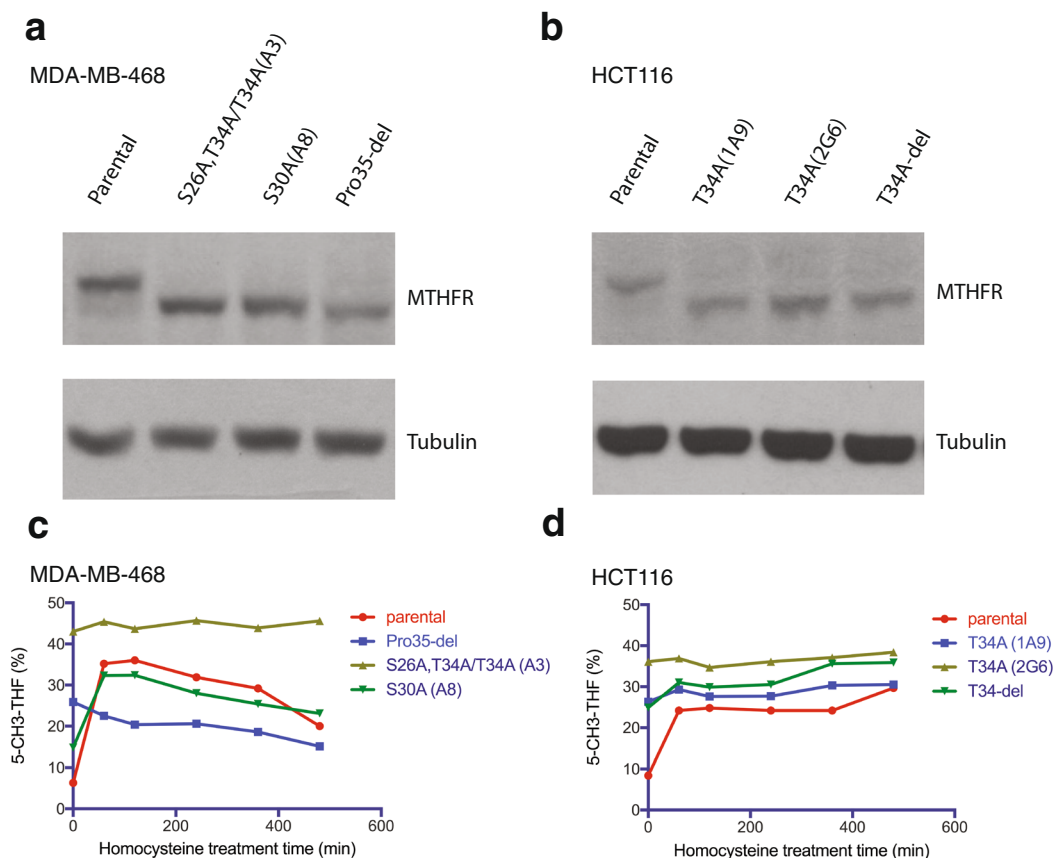 a
MDA-MB-468
Parental
S26A,T34A/T34A(A3)
S30A(A8)
Pro35-del
MTHFR
Tubulin
b
HCT116
Parental
T34A(1A9)
T34A(2G6)
T34A-del
MTHFR
Tubulin
c
MDA-MB-468
5-CH3-THF (%)
50
40
30
20
10
0
0
200
400
600
Homocysteine treatment time (min)
parental
Pro35-del
S26A,T34A/T34A (A3)
S30A (A8)
d
HCT116
5-CH3-THF (%)
50
40
30
20
10
0
0
200
400
600
Homocysteine treatment time (min)
parental
T34A (1A9)
T34A (2G6)
T34-del